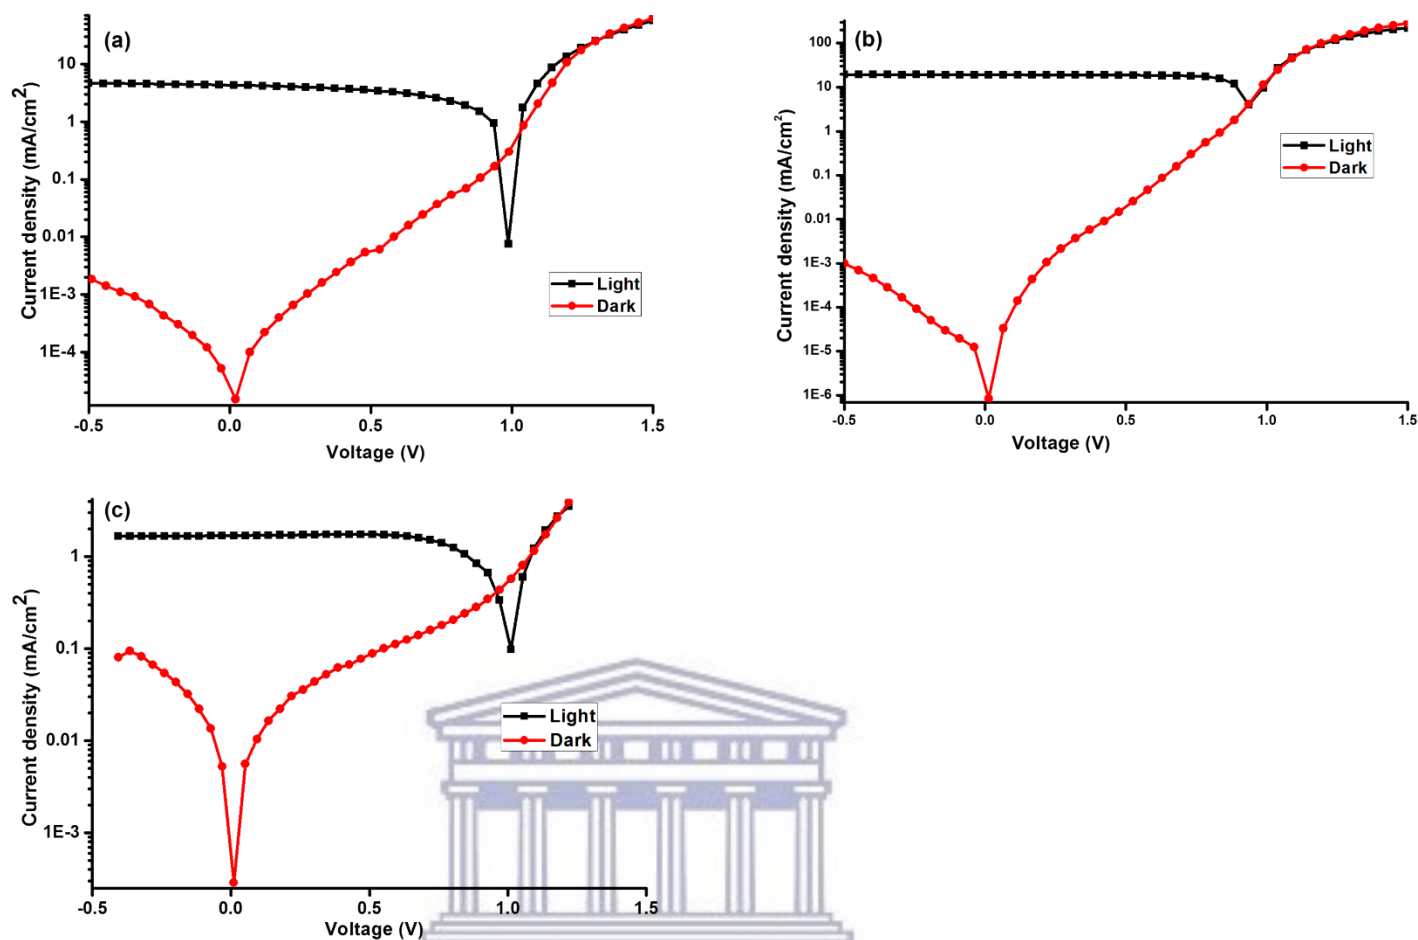 (a)
Current density (mA/cm²)
10
1
0.1
0.01
1E-3
1E-4
Light
Dark
-0.5
0.0
0.5
1.0
1.5
Voltage (V)
(b)
Current density (mA/cm²)
100
10
1
0.1
0.01
1E-3
1E-4
1E-5
1E-6
Light
Dark
-0.5
0.0
0.5
1.0
1.5
Voltage (V)
(c)
Current density (mA/cm²)
1
0.1
0.01
1E-3
Light
Dark
-0.5
0.0
0.5
1.0
1.5
Voltage (V)